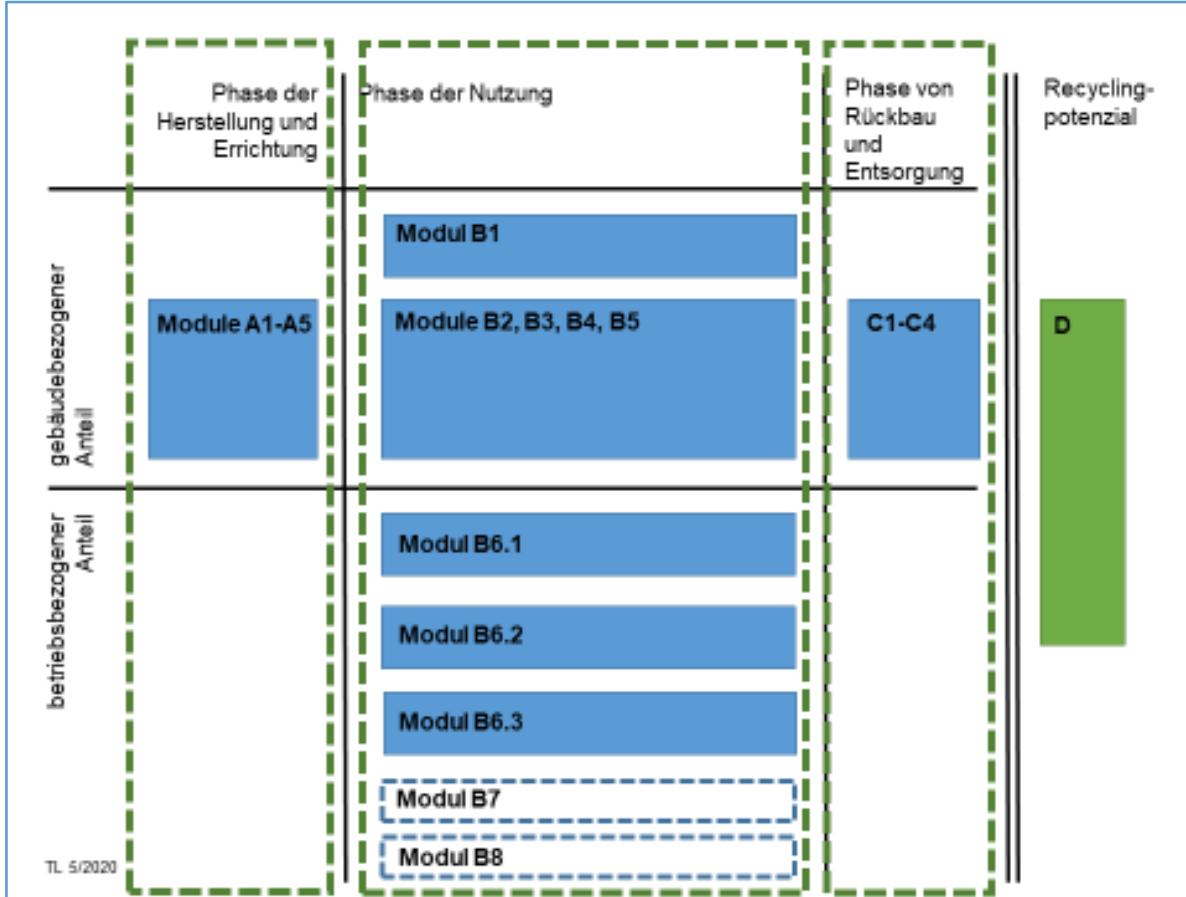 Phase der
Herstellung und
Errichtung
Phase der Nutzung
Phase von
Rückbau
und
Entsorgung
Recycling-
potenzial
gebäudebezogener
Anteil
Modul B1
Module A1-A5
Module B2, B3, B4, B5
C1-C4
D
betriebsbezogener
Anteil
Modul B6.1
Modul B6.2
Modul B6.3
Modul B7
Modul B8
TL 5/2020